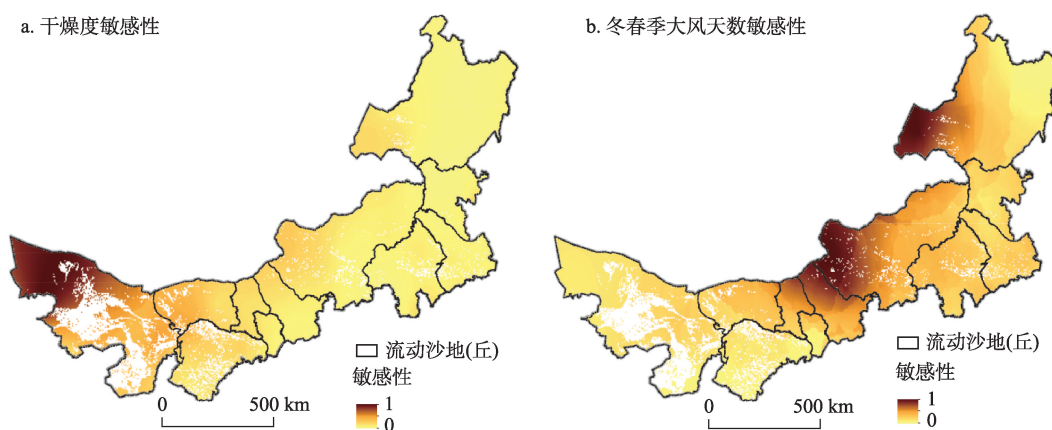 a. 干燥度敏感性
流动沙地(丘)
敏感性
1
0
0 500 km
b. 冬春季大风天数敏感性
流动沙地(丘)
敏感性
1
0
0 500 km